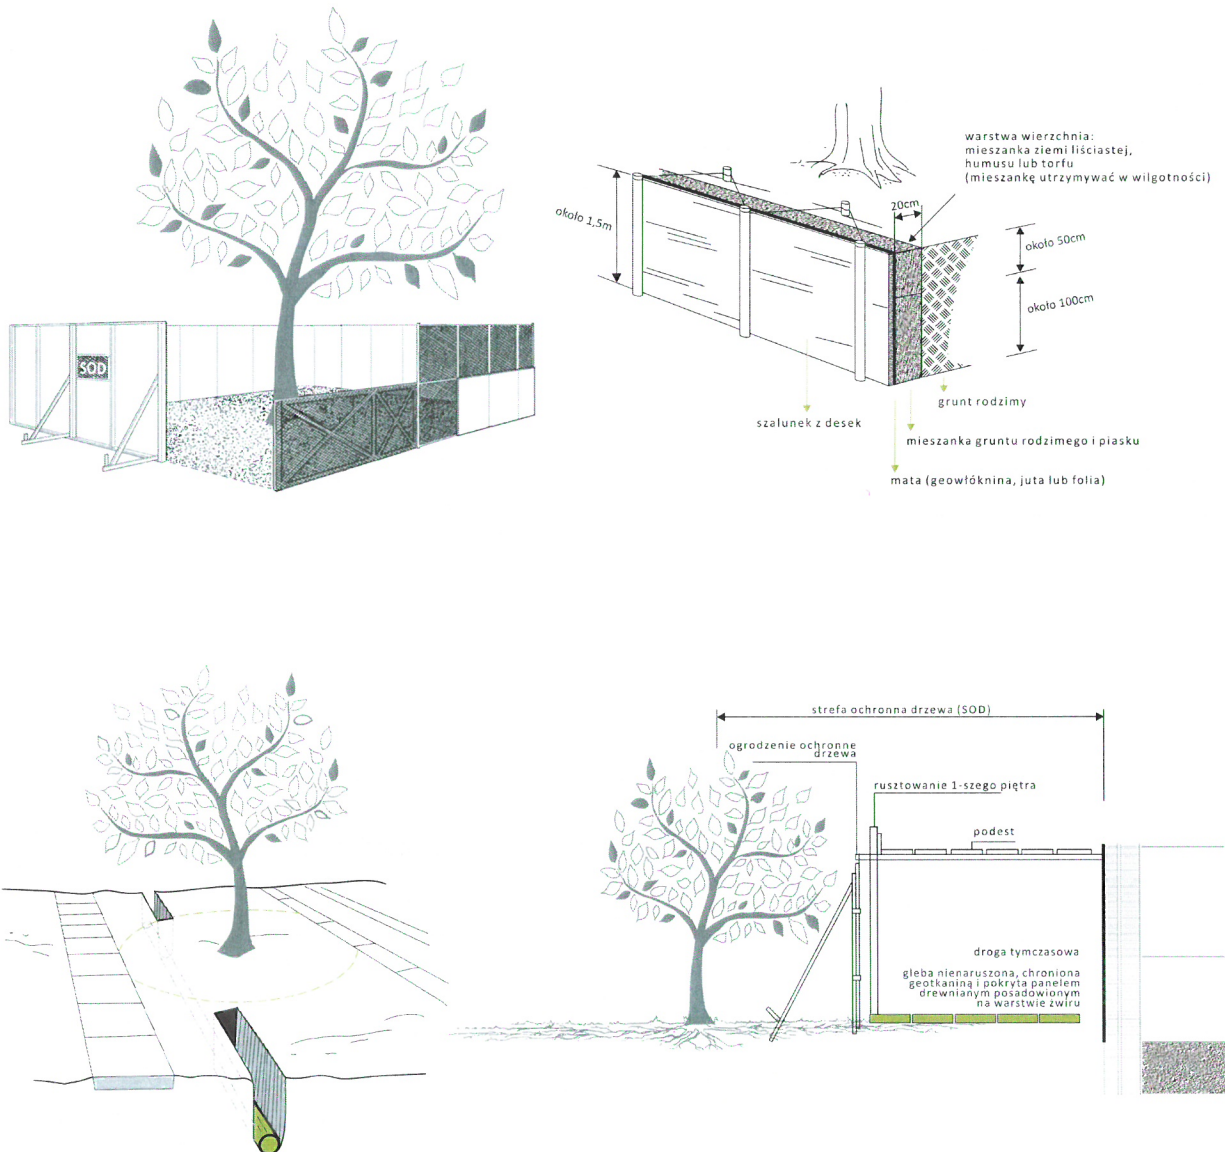 SOD
warstwa wierzchnia:
mieszanka ziemi liściastej,
humusu lub torfu
(mieszankę utrzymywać w wilgotności)
20cm
około 1,5m
około 50cm
około 100cm
grunt rodzimy
szalunek z desek
mieszanka gruntu rodzimego i piasku
mata (geowłóknina, juta lub folia)
strefa ochronna drzewa (SOD)
ogrodzenie ochronne
drzewa
rusztowanie 1-szego piętra
podest
droga tymczasowa
gleba nienaruszona, chroniona
geotkaniną i pokryta panelem
drewnianym posadowionym
na warstwie żwiru